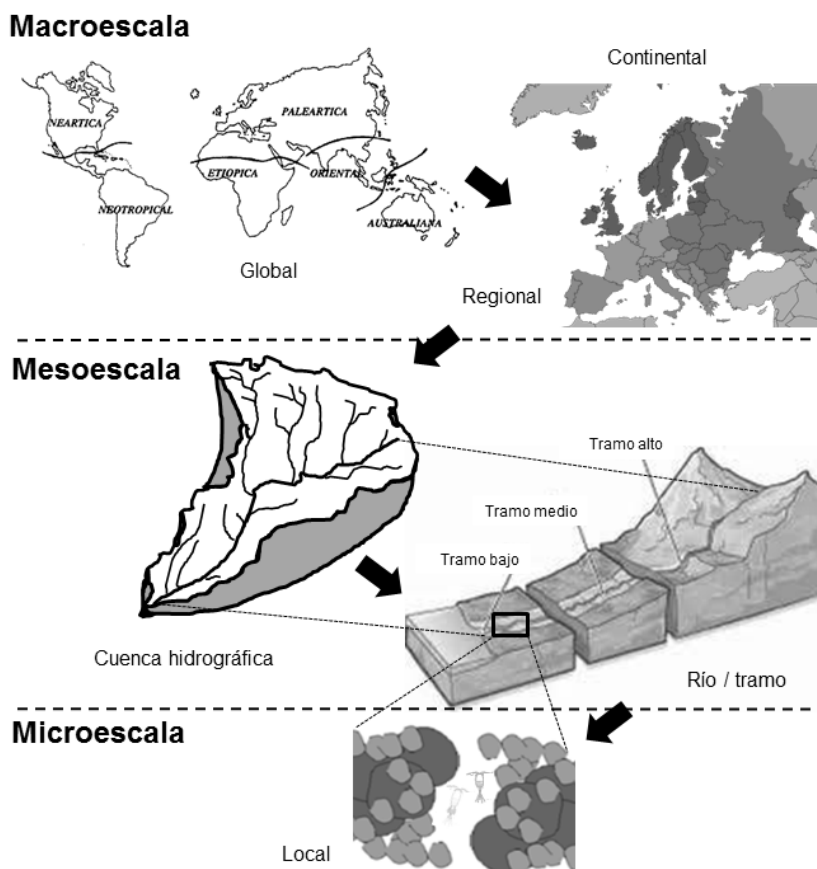 Macroescala
Continental
NEARTICA
PALEARTICA
ETIOPICA
ORIENTAL
NEOTROPICAL
AUSTRALIANA
Global
Regional
Mesoescala
Tramo alto
Tramo medio
Tramo bajo
Cuenca hidrográfica
Río / tramo
Microescala
Local